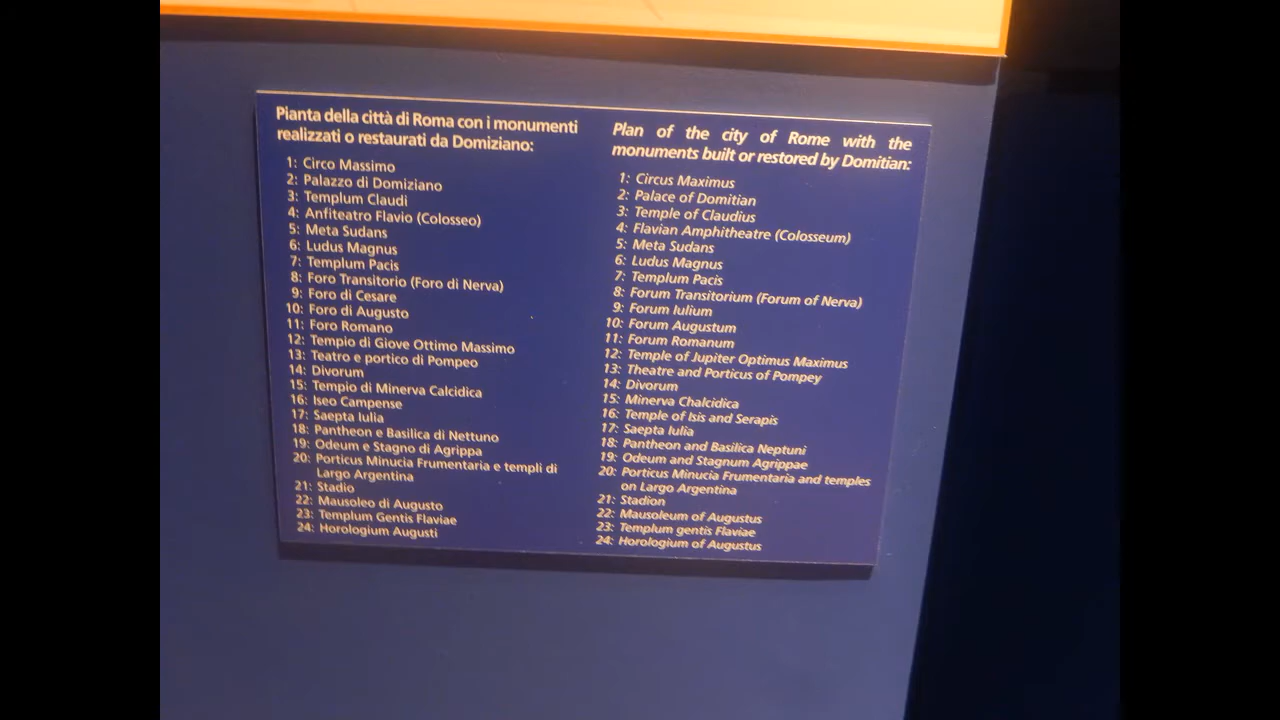 Pianta della città di Roma con i monumenti
realizzati o restaurati da Domiziano:
1: Circo Massimo
2: Palazzo di Domiziano
3: Templum Claudi
4: Anfiteatro Flavio (Colosseo)
5: Meta Sudans
6: Ludus Magnus
7: Templum Pacis
8: Foro Transitorio (Foro di Nerva)
9: Foro di Cesare
10: Foro di Augusto
11: Foro Romano
12: Tempio di Giove Ottimo Massimo
13: Teatro e portico di Pompeo
14: Divorum
15: Tempio di Minerva Calcidica
16: Iseo Campense
17: Saepta Iulia
18: Pantheon e Basilica di Nettuno
19: Odeum e Stagno di Agrippa
20: Porticus Minucia Frumentaria e templi di
Largo Argentina
21: Stadio
22: Mausoleo di Augusto
23: Templum Gentis Flaviae
24: Horologium Augusti
Plan of the city of Rome with the
monuments built or restored by Domitian:
1: Circus Maximus
2: Palace of Domitian
3: Temple of Claudius
4: Flavian Amphitheatre (Colosseum)
5: Meta Sudans
6: Ludus Magnus
7: Templum Pacis
8: Forum Transitorium (Forum of Nerva)
9: Forum Iulium
10: Forum Augustum
11: Forum Romanum
12: Temple of Jupiter Optimus Maximus
13: Theatre and Porticus of Pompey
14: Divorum
15: Minerva Chalcidica
16: Temple of Isis and Serapis
17: Saepta Iulia
18: Pantheon and Basilica Neptuni
19: Odeum and Stagnum Agrippae
20: Porticus Minucia Frumentaria and temples
on Largo Argentina
21: Stadion
22: Mausoleum of Augustus
23: Templum gentis Flaviae
24: Horologium of Augustus